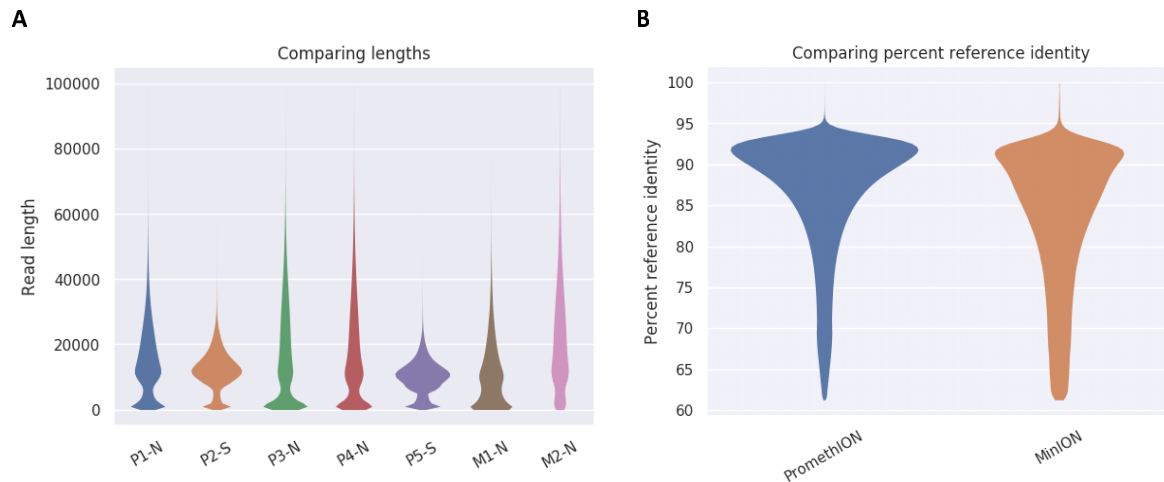 A
Comparing lengths
Read length
100000
80000
60000
40000
20000
0
P1-N
P2-S
P3-N
P4-N
P5-S
M1-N
M2-N
B
Comparing percent reference identity
Percent reference identity
100
95
90
85
80
75
70
65
60
PromethION
MinION